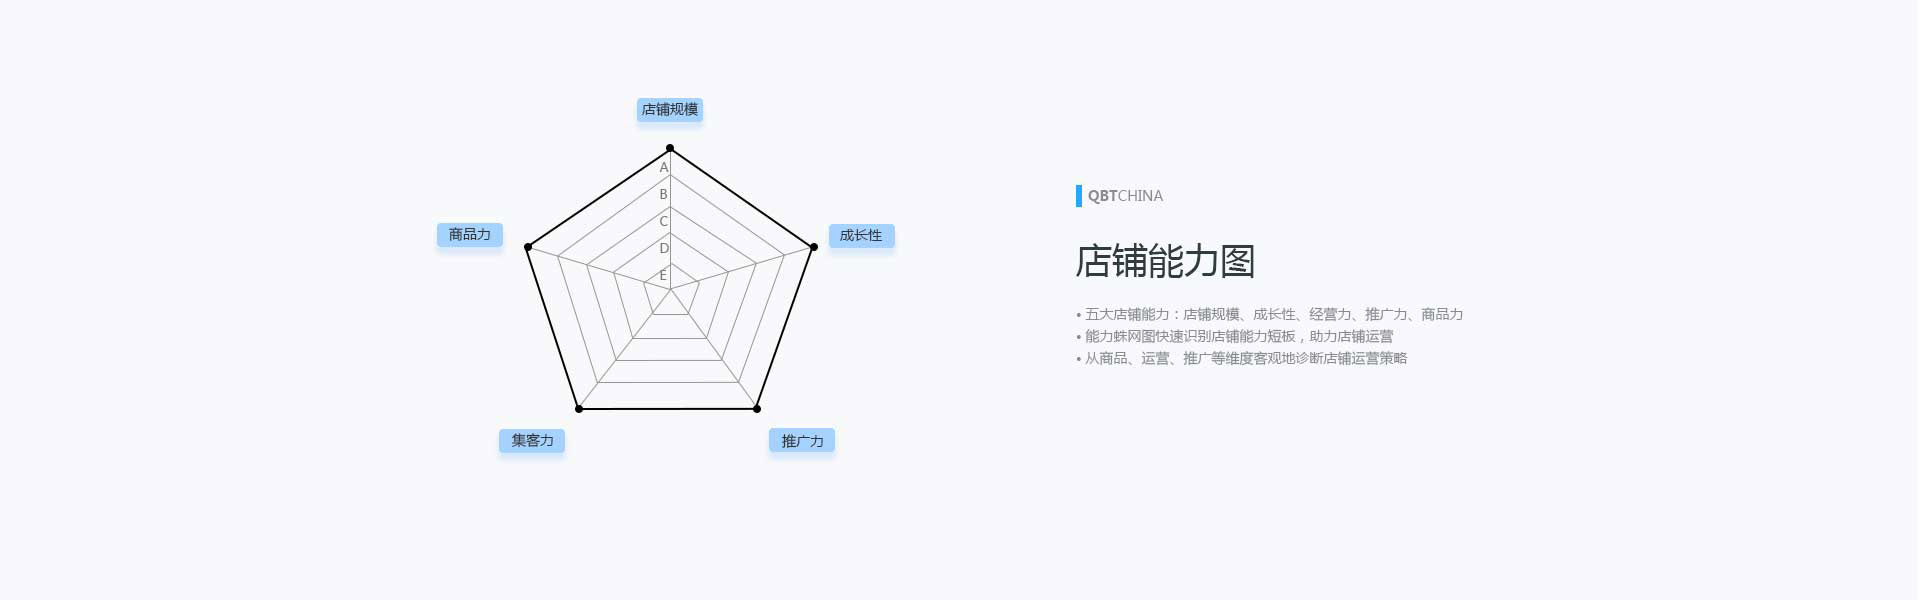 店铺规模
A
B
C
D
E
商品力
成长性
集客力
推广力
QBTCHINA
店铺能力图
• 五大店铺能力：店铺规模、成长性、经营力、推广力、商品力
• 能力蛛网图快速识别店铺能力短板，助力店铺运营
• 从商品、运营、推广等维度客观地诊断店铺运营策略